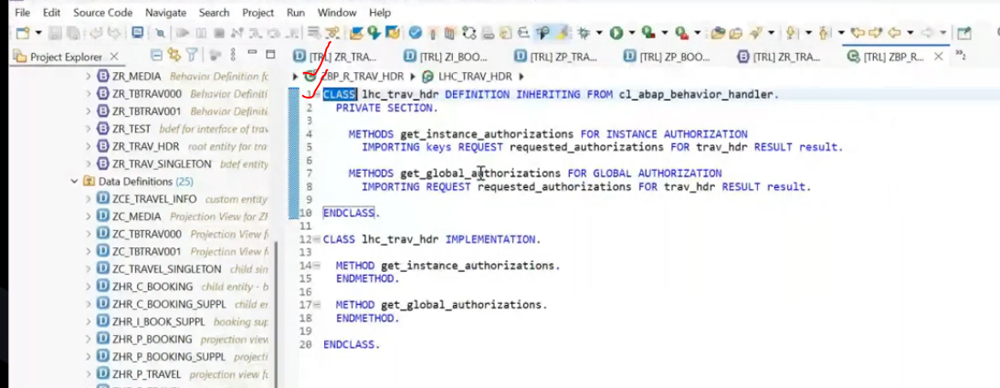 File Edit Source Code Navigate Search Project Run Window Help
Project Explorer
[TRL] ZR_TRA... [TRL] ZI_BOO... [TRL] ZP_TRA... [TRL] ZP_BOO... [TRL] ZR_TRA... [TRL] ZBP_R...
ZBP_R_TRAV_HDR LHC_TRAV_HDR
ZR_MEDIA Behavior Definition for
ZR_TBTRAV000 Behavior Definiti
ZR_TBTRAV001 Behavior Definiti
ZR_TEST bdef for interface of trav
ZR_TRAV_HDR root entity for tra
ZR_TRAV_SINGLETON bdef entity
Data Definitions (25)
ZCE_TRAVEL_INFO custom entity
ZC_MEDIA Projection View for ZF
ZC_TBTRAV000 Projection View
ZC_TBTRAV001 Projection View
ZC_TRAVEL_SINGLETON child sin
ZHR_C_BOOKING child entity - b
ZHR_C_BOOKING_SUPPL child er
ZHR_I_BOOK_SUPPL booking sup
ZHR_P_BOOKING projection view
ZHR_P_BOOKING_SUPPL projecti
ZHR_P_TRAVEL projection view fo
1 CLASS lhc_trav_hdr DEFINITION INHERITING FROM cl_abap_behavior_handler.
2 PRIVATE SECTION.
3
4 METHODS get_instance_authorizations FOR INSTANCE AUTHORIZATION
5 IMPORTING keys REQUEST requested_authorizations FOR trav_hdr RESULT result.
6
7 METHODS get_global_authorizations FOR GLOBAL AUTHORIZATION
8 IMPORTING REQUEST requested_authorizations FOR trav_hdr RESULT result.
9
10 ENDCLASS.
11
12 CLASS lhc_trav_hdr IMPLEMENTATION.
13
14 METHOD get_instance_authorizations.
15 ENDMETHOD.
16
17 METHOD get_global_authorizations.
18 ENDMETHOD.
19
20 ENDCLASS.